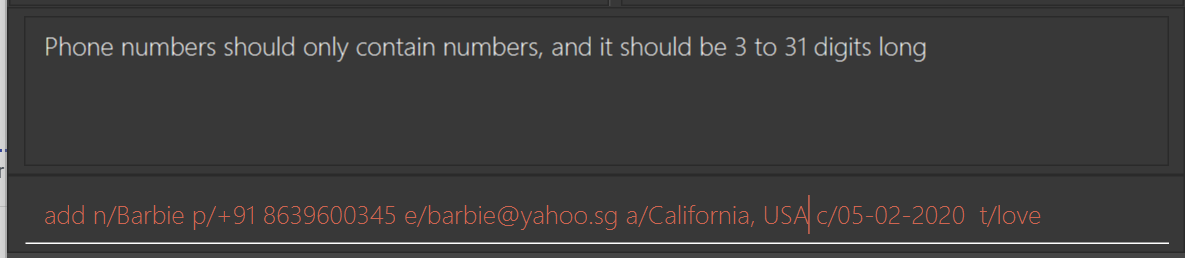 Phone numbers should only contain numbers, and it should be 3 to 31 digits long
add n/Barbie p/+91 8639600345 e/barbie@yahoo.sg a/California, USA c/05-02-2020  t/love